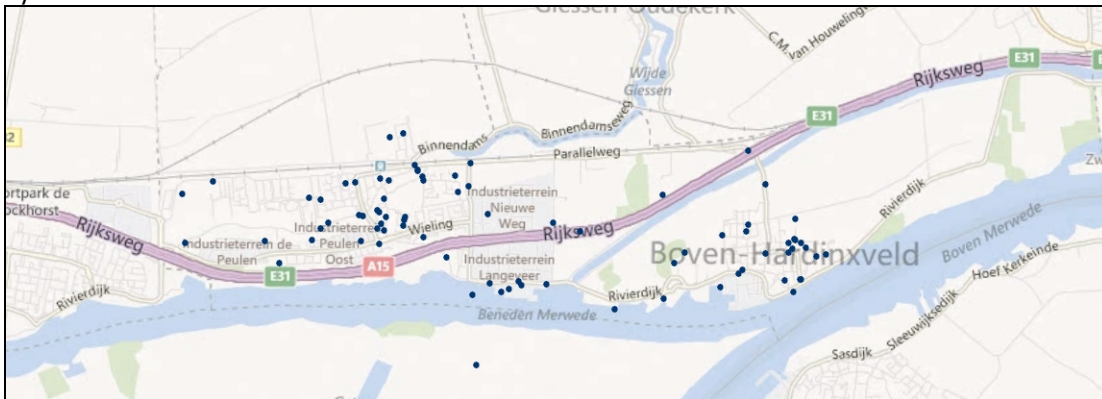 Giessen-Oudekerk
C.M.
van Houwelinge
Wijde
Giessen
Rijksweg
E31
E31
Binnendams
Binnendamseweg
Parallelweg
ortpark de
ockhorst
Rijksweg
Industrieterrein de
Peulen
E31
Industrieterrein
Peulen
Oost
Wieling
A15
Industrieterrein
Nieuwe
Weg
Rijksweg
Industrieterrein
Langeveer
Rivierdijk
Rivierdijk
Beneden Merwede
Boven-Hardinxveld
Rivierdijk
Boven Merwede
Hoef Kerkeinde
Sleeuwijksedijk
Sasdijk